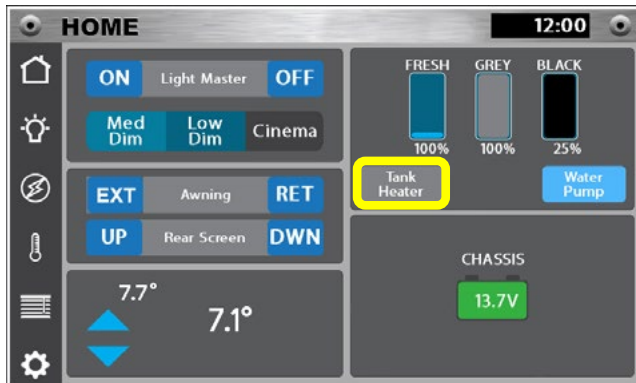 HOME
12:00
ON Light Master OFF
Med Dim
Low Dim
Cinema
EXT Awning RET
UP Rear Screen DWN
7.7°
7.1°
FRESH GREY BLACK
100% 100% 25%
Tank
Heater
Water
Pump
CHASSIS
13.7V